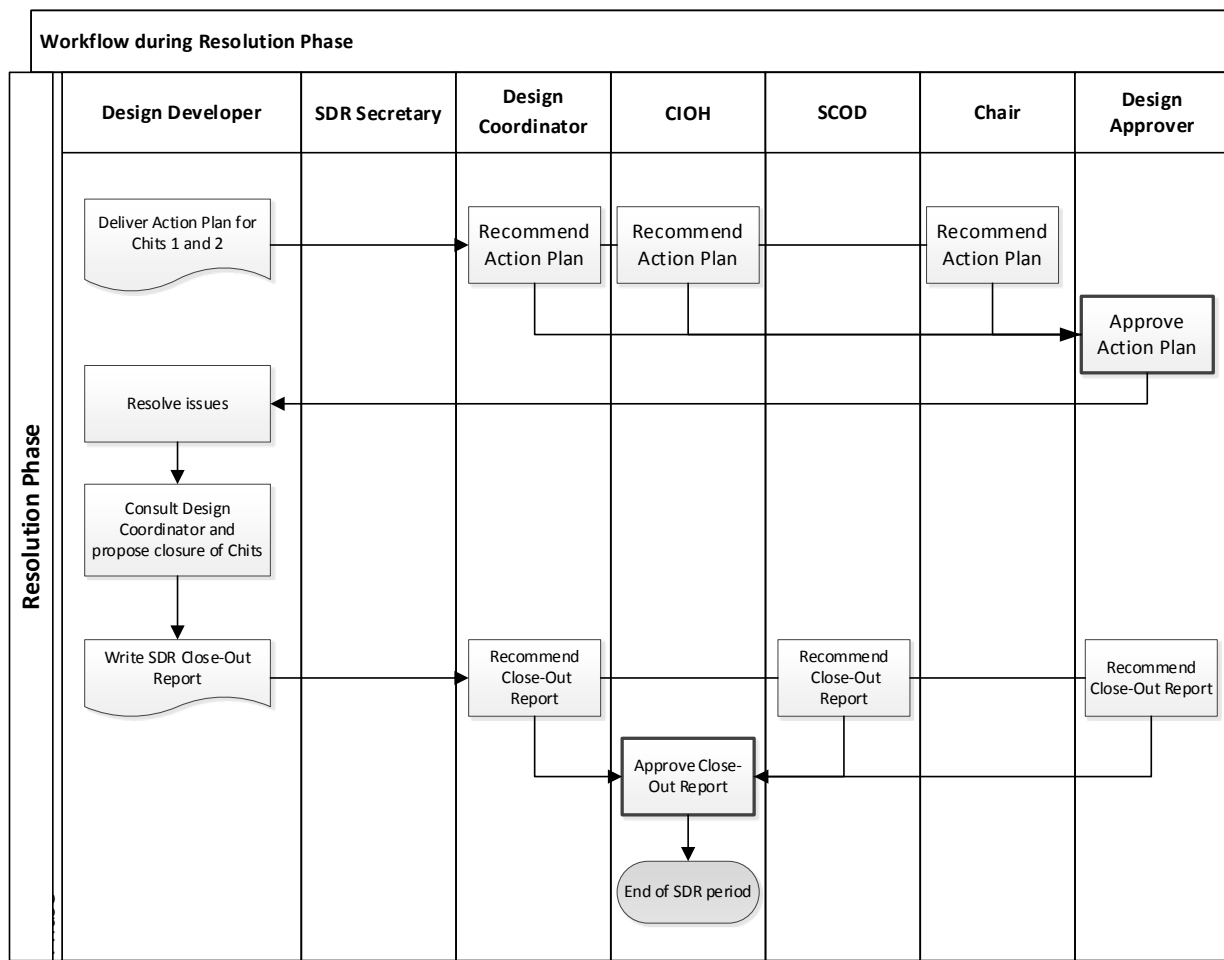 Workflow during Resolution Phase
Design Developer
SDR Secretary
Design
Coordinator
CIOH
SCOD
Chair
Design
Approver
Resolution Phase
Deliver Action Plan for
Chits 1 and 2
Recommend
Action Plan
Recommend
Action Plan
Recommend
Action Plan
Approve
Action Plan
Resolve issues
Consult Design
Coordinator and
propose closure of Chits
Write SDR Close-Out
Report
Recommend
Close-Out
Report
Recommend
Close-Out
Report
Recommend
Close-Out Report
Approve Close-
Out Report
End of SDR period